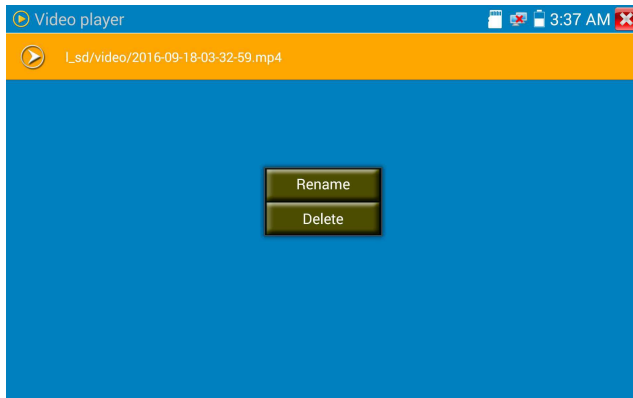 Video player
3:37 AM
l_sd/video/2016-09-18-03-32-59.mp4
Rename
Delete